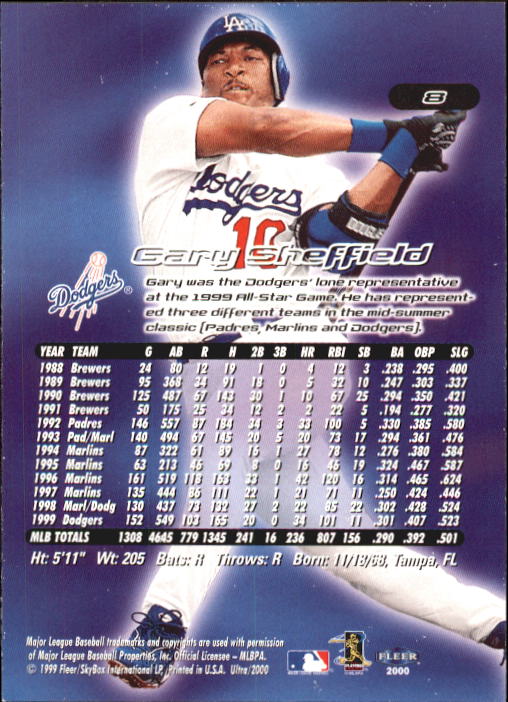 LA
8
Dodgers
10
Gary Sheffield
Dodgers®
Gary was the Dodgers' lone representative
at the 1999 All-Star Game. He has represent-
ed three different teams in the mid-summer
classic (Padres, Marlins and Dodgers).
YEAR TEAM G AB R H 2B 3B HR RBI SB BA OBP SLG
1988 Brewers 24 80 12 19 1 0 4 12 3 .238 .295 .400
1989 Brewers 95 368 34 91 18 0 5 32 10 .247 .303 .337
1990 Brewers 125 487 67 143 30 1 10 67 25 .294 .350 .421
1991 Brewers 50 175 25 34 12 2 2 22 5 .194 .277 .320
1992 Padres 146 557 87 184 34 3 33 100 5 .330 .385 .580
1993 Pad/Marl 140 494 67 145 20 5 20 73 17 .294 .361 .476
1994 Marlins 87 322 61 89 16 1 27 78 12 .276 .380 .584
1995 Marlins 63 213 46 69 8 0 16 46 19 .324 .467 .587
1996 Marlins 161 519 118 163 33 1 42 120 16 .314 .465 .624
1997 Marlins 135 444 86 111 22 1 21 71 11 .250 .424 .446
1998 Marl/Dodg 130 437 73 132 27 2 22 85 22 .302 .428 .524
1999 Dodgers 152 549 103 165 20 0 34 101 11 .301 .407 .523
MLB TOTALS 1308 4645 779 1345 241 16 236 807 156 .290 .392 .501
Ht: 5'11" Wt: 205 Bats: R Throws: R Born: 11/18/68, Tampa, FL
Major League Baseball trademarks and copyrights are used with permission
of Major League Baseball Properties, Inc. Official Licensee – MLBPA.
© 1999 Fleer/SkyBox International LP, Printed in U.S.A. Ultra/2000
FLEER
2000